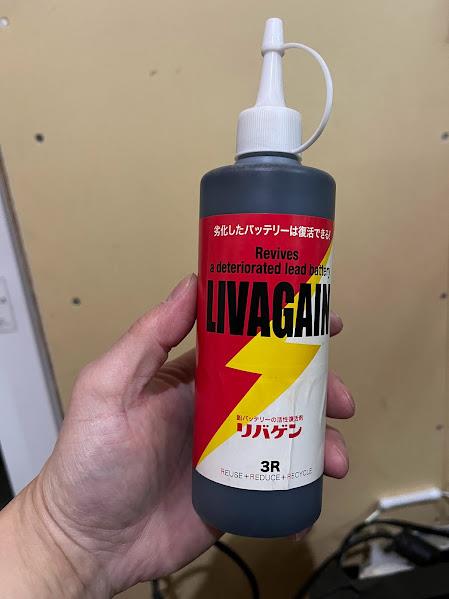 劣化したバッテリーは復活できる!
Revives
a deteriorated lead battery
LIVAGAIN
鉛バッテリーの活性復活剤
リバゲン
3R
REUSE+REDUCE+RECYCLE